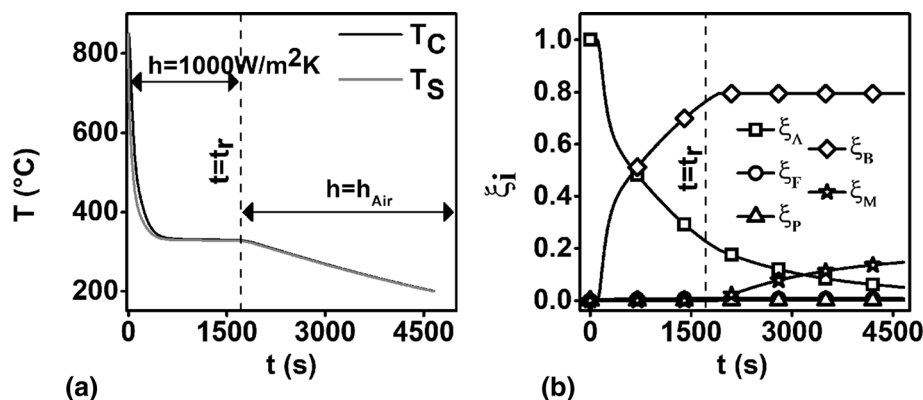 800
600
400
200
T (°C)
T_C
h=1000W/m²K
T_S
t=t_r
h=h_Air
0 1500 3000 4500
t (s)
(a)
1.0
0.8
0.6
0.4
0.2
0.0
ξ_i
t=t_r
ξ_A ξ_B
ξ_F ξ_M
ξ_P
0 1500 3000 4500
t (s)
(b)